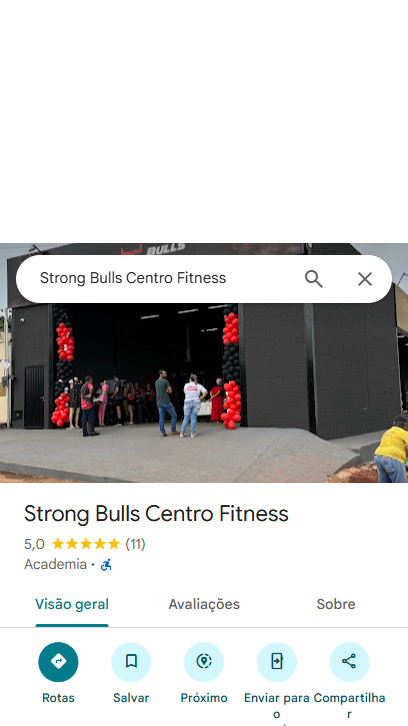 BULLS
Strong Bulls Centro Fitness
Strong Bulls Centro Fitness
5,0 (11)
Academia ·
Visão geral
Avaliações
Sobre
Rotas
Salvar
Próximo
Enviar para o
Compartilhar